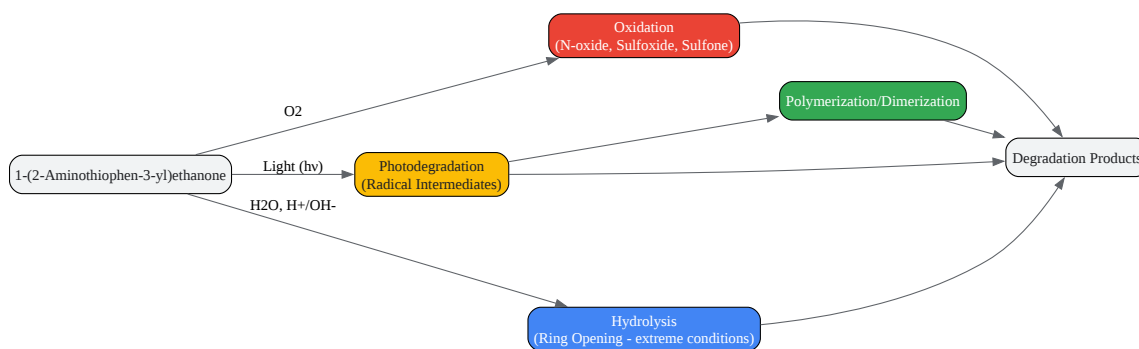 Oxidation
(N-oxide, Sulfoxide, Sulfone)
Polymerization/Dimerization
O2
Degradation Products
Light (hν)
Photodegradation
(Radical Intermediates)
1-(2-Aminothiophen-3-yl)ethanone
H2O, H+/OH-
Hydrolysis
(Ring Opening - extreme conditions)